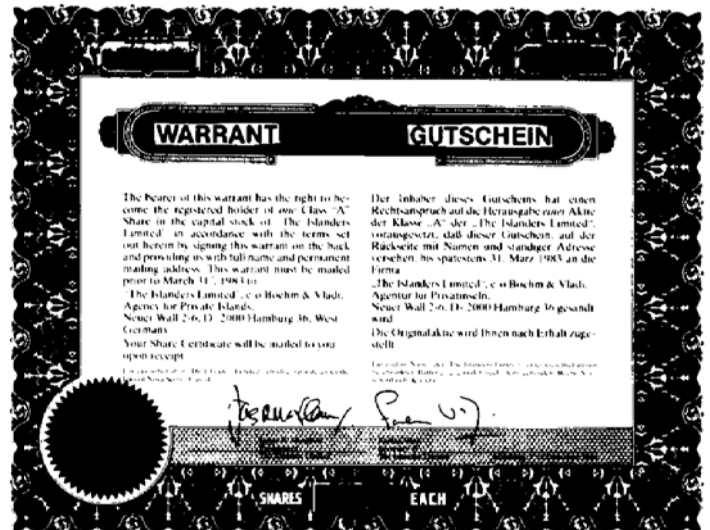 WARRANT
GUTSCHEIN
The bearer of this warrant has the right to be-
come the registered holder of one Class "A"
Share in the capital stock of "The Islanders
Limited" in accordance with the terms set
out herein by signing this warrant on the back
and providing us with full name and permanent
mailing address. This warrant must be mailed
prior to March 31, 1983 to
"The Islanders Limited", c/o Boehm & Vladi,
Agency for Private Islands,
Neuer Wall 2-6, D-2000 Hamburg 36, West
Germany
Your Share Certificate will be mailed to you
upon receipt
Der Inhaber dieses Gutscheins hat einen
Rechtsanspruch auf die Herausgabe einer Aktie
der Klasse „A" der „The Islanders Limited",
vorausgesetzt, daß dieser Gutschein, auf der
Rückseite mit Namen und ständiger Adresse
versehen, bis spätestens 31. März 1983 an die
Firma
„The Islanders Limited", c/o Boehm & Vladi,
Agentur für Privatinseln,
Neuer Wall 2-6, D-2000 Hamburg 36 gesandt
wird
Die Originalaktie wird Ihnen nach Erhalt zuge-
stellt
SHARES
EACH